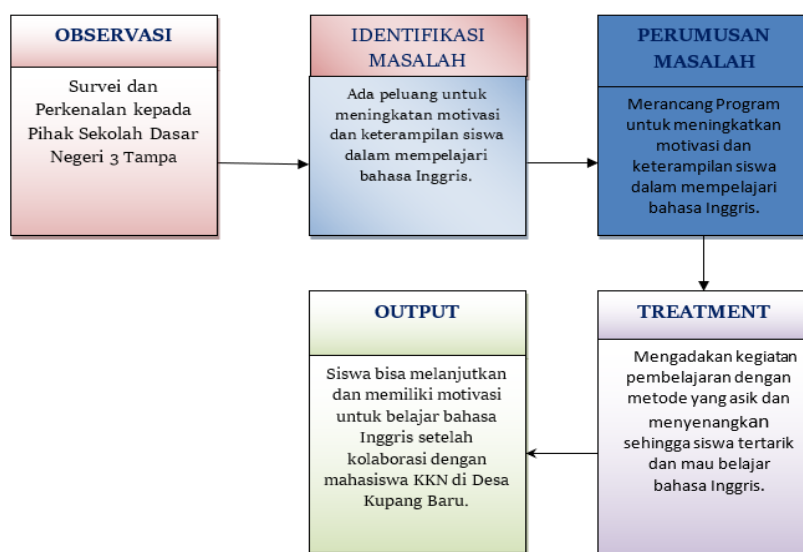 OBSERVASI
Survei dan
Perkenalan kepada
Pihak Sekolah Dasar
Negeri 3 Tampa
IDENTIFIKASI
MASALAH
Ada peluang untuk
meningkatan motivasi
dan keterampilan siswa
dalam mempelajari
bahasa Inggris.
PERUMUSAN
MASALAH
Merancang Program
untuk meningkatkan
motivasi dan
keterampilan siswa
dalam mempelajari
bahasa Inggris.
TREATMENT
Mengadakan kegiatan
pembelajaran dengan
metode yang asik dan
menyenangkan
sehingga siswa tertarik
dan mau belajar
bahasa Inggris.
OUTPUT
Siswa bisa melanjutkan
dan memiliki motivasi
untuk belajar bahasa
Inggris setelah
kolaborasi dengan
mahasiswa KKN di Desa
Kupang Baru.